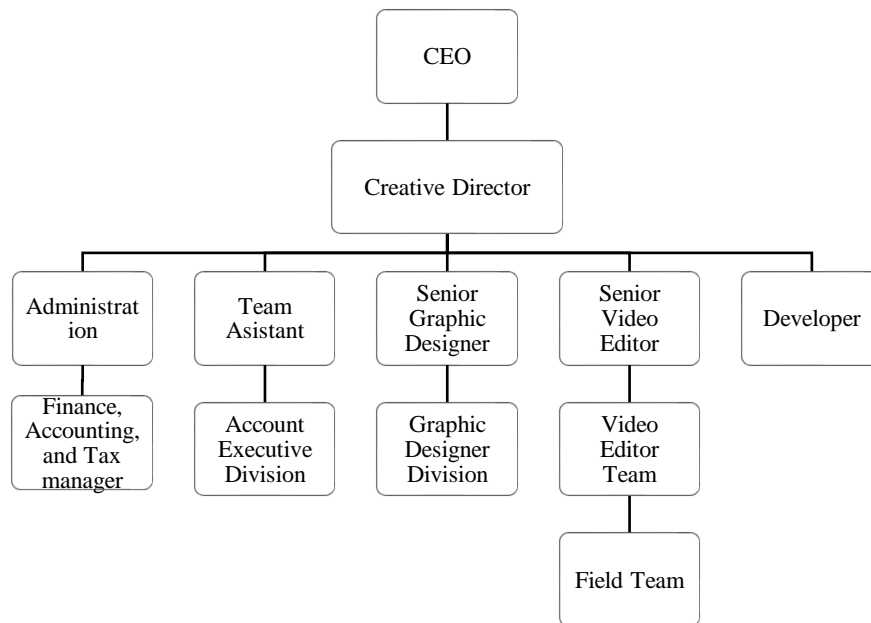 CEO
Creative Director
Administrat
ion
Team
Asistant
Senior
Graphic
Designer
Senior
Video
Editor
Developer
Finance,
Accounting,
and Tax
manager
Account
Executive
Division
Graphic
Designer
Division
Video
Editor
Team
Field Team